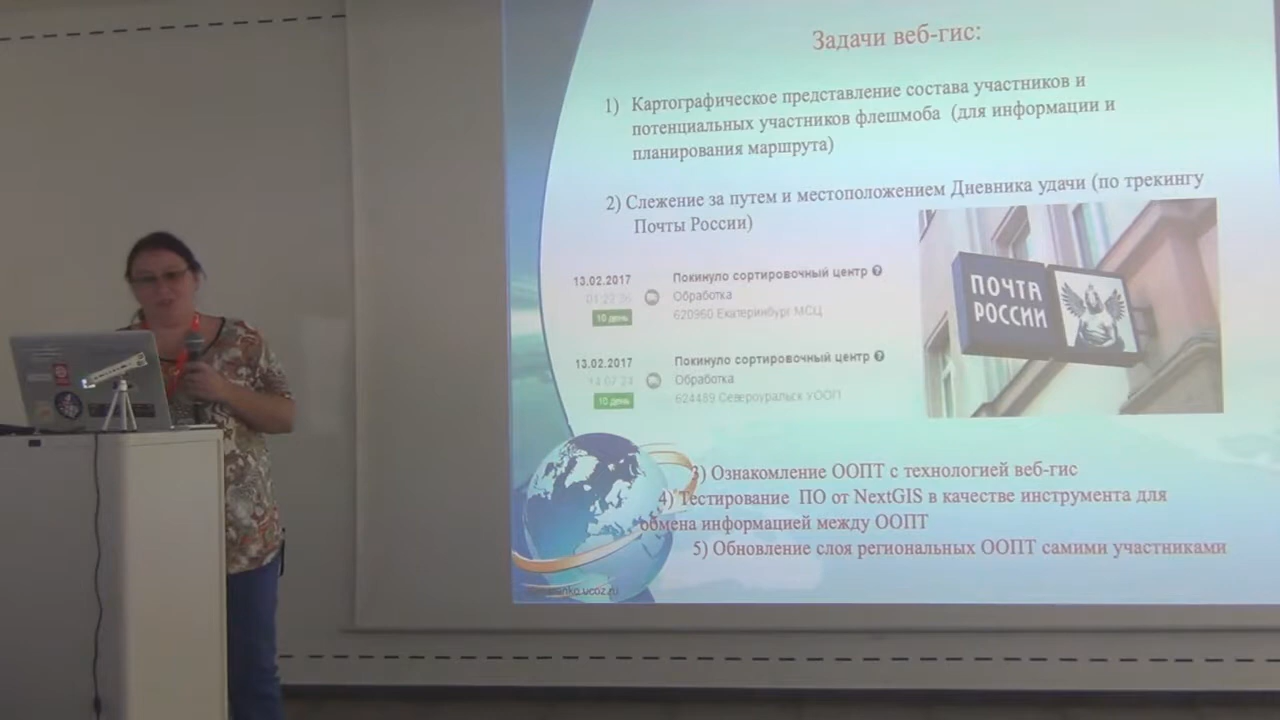 Задачи веб-гис:
1) Картографическое представление состава участников и
потенциальных участников флешмоба (для информации и
планирования маршрута)
2) Слежение за путем и местоположением Дневника удачи (по трекингу
Почты России)
13.02.2017 Покинуло сортировочный центр
Обработка
10 день 620960 Екатеринбург МСЦ
13.02.2017 Покинуло сортировочный центр
Обработка
10 день 624489 Североуральск УООП
ПОЧТА
РОССИИ
3) Ознакомление ООПТ с технологией веб-гис
4) Тестирование ПО от NextGIS в качестве инструмента для
обмена информацией между ООПТ
5) Обновление слоя региональных ООПТ самими участниками